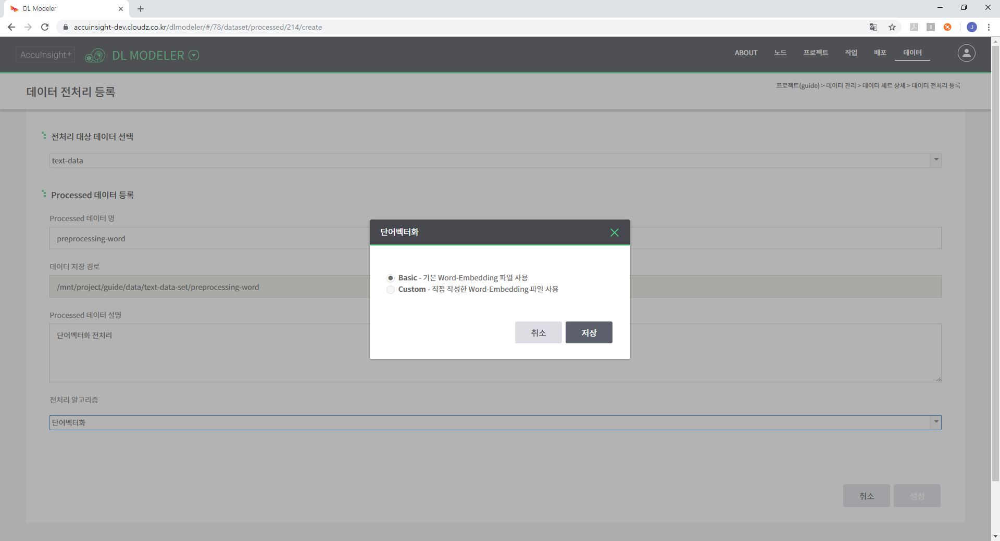 DL Modeler
accuinsight-dev.cloudz.co.kr/dlmodeler/#/78/dataset/processed/214/create
J
AccuInsight+
DL MODELER
ABOUT 노드 프로젝트 작업 배포 데이터
데이터 전처리 등록
프로젝트(guide) > 데이터 관리 > 데이터 세트 상세 > 데이터 전처리 등록
전처리 대상 데이터 선택
text-data
Processed 데이터 등록
Processed 데이터 명
preprocessing-word
데이터 저장 경로
/mnt/project/guide/data/text-data-set/preprocessing-word
Processed 데이터 설명
단어벡터화 전처리
전처리 알고리즘
단어벡터화
단어벡터화
Basic - 기본 Word-Embedding 파일 사용
Custom - 직접 작성한 Word-Embedding 파일 사용
취소 저장
취소 생성